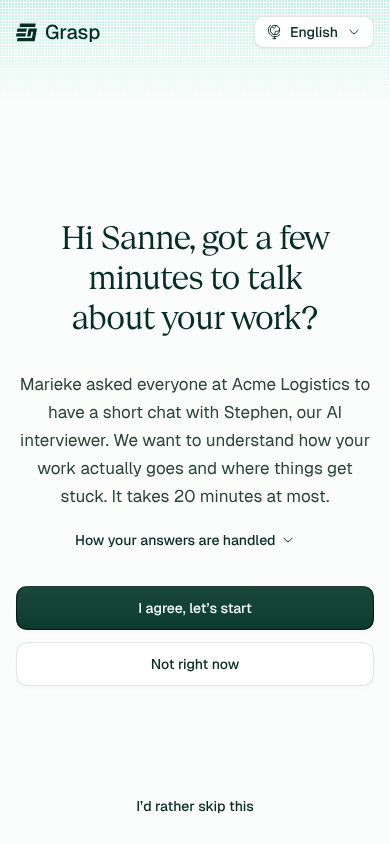 Grasp
English
Hi Sanne, got a few
minutes to talk
about your work?
Marieke asked everyone at Acme Logistics to
have a short chat with Stephen, our AI
interviewer. We want to understand how your
work actually goes and where things get
stuck. It takes 20 minutes at most.
How your answers are handled
I agree, let’s start
Not right now
I’d rather skip this